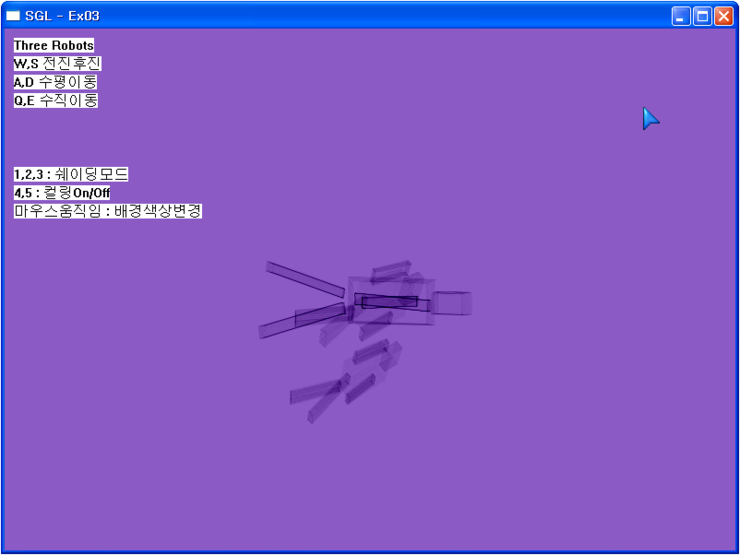 SGL - Ex03
Three Robots
W,S 전진후진
A,D 수평이동
Q,E 수직이동
1,2,3 : 쉐이딩모드
4,5 : 컬링On/Off
마우스움직임 : 배경색상변경